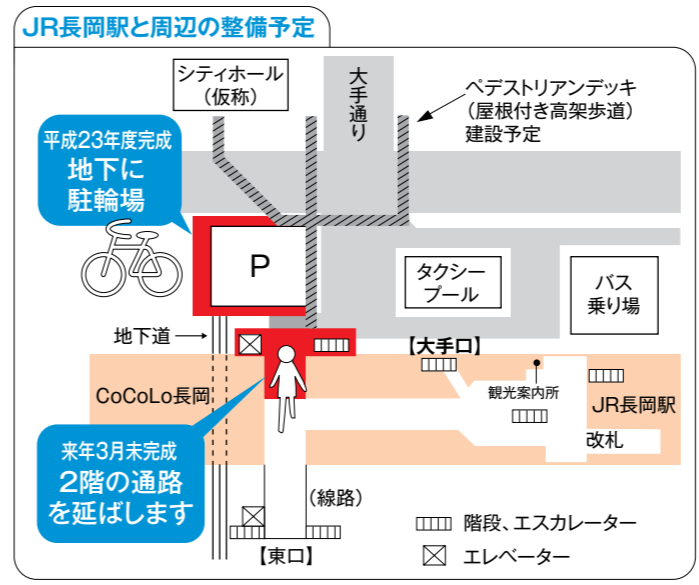 JR長岡駅と周辺の整備予定
シティホール
（仮称）
大手通り
ペデストリアンデッキ
（屋根付き高架歩道）
建設予定
平成23年度完成
地下に
駐輪場
P
タクシー
プール
バス
乗り場
地下道
【大手口】
CoCoLo長岡
観光案内所
JR長岡駅
改札
来年3月末完成
2階の通路
を延ばします
（線路）
【東口】
階段、エスカレーター
エレベーター